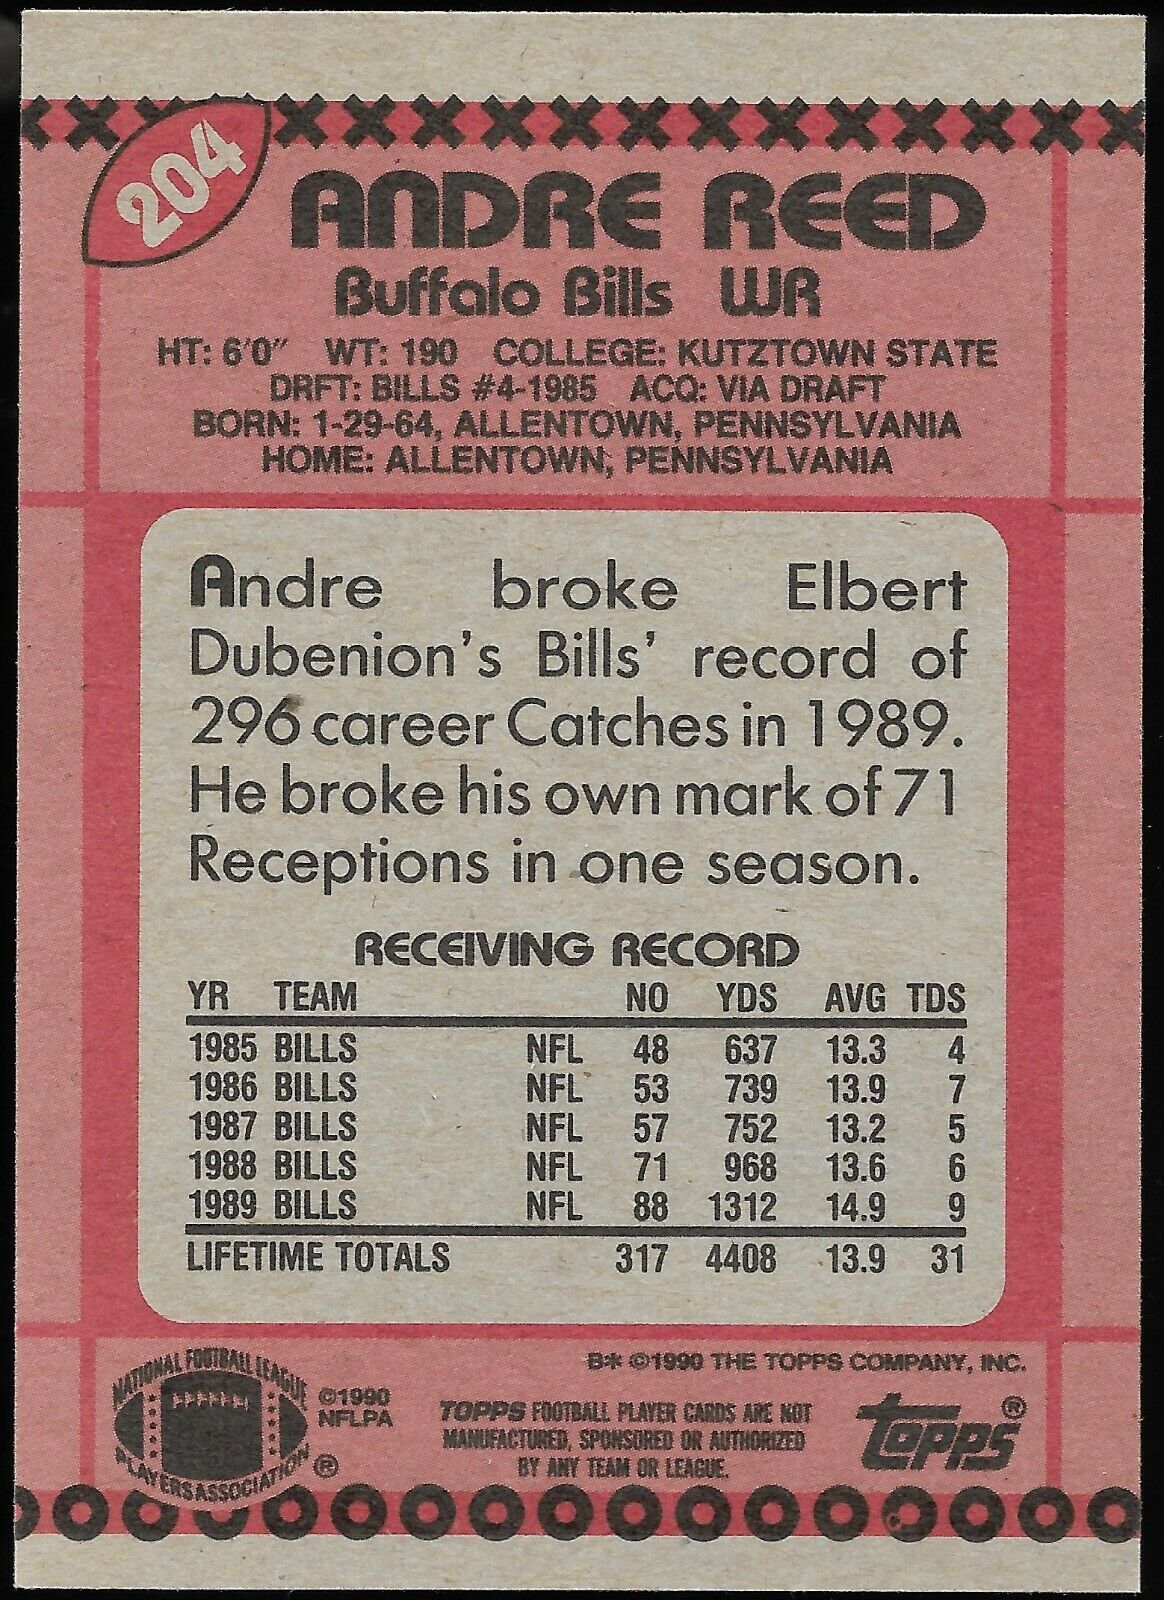 204
ANDRE REED
Buffalo Bills WR
HT: 6'0" WT: 190 COLLEGE: KUTZTOWN STATE
DRFT: BILLS #4-1985 ACQ: VIA DRAFT
BORN: 1-29-64, ALLENTOWN, PENNSYLVANIA
HOME: ALLENTOWN, PENNSYLVANIA
Andre broke Elbert
Dubenion's Bills' record of
296 career Catches in 1989.
He broke his own mark of 71
Receptions in one season.
RECEIVING RECORD
YR TEAM NO YDS AVG TDS
1985 BILLS NFL 48 637 13.3 4
1986 BILLS NFL 53 739 13.9 7
1987 BILLS NFL 57 752 13.2 5
1988 BILLS NFL 71 968 13.6 6
1989 BILLS NFL 88 1312 14.9 9
LIFETIME TOTALS 317 4408 13.9 31
B* ©1990 THE TOPPS COMPANY, INC.
NATIONAL FOOTBALL LEAGUE
PLAYERS ASSOCIATION ®
©1990
NFLPA
TOPPS FOOTBALL PLAYER CARDS ARE NOT
MANUFACTURED, SPONSORED OR AUTHORIZED
BY ANY TEAM OR LEAGUE.
topps®